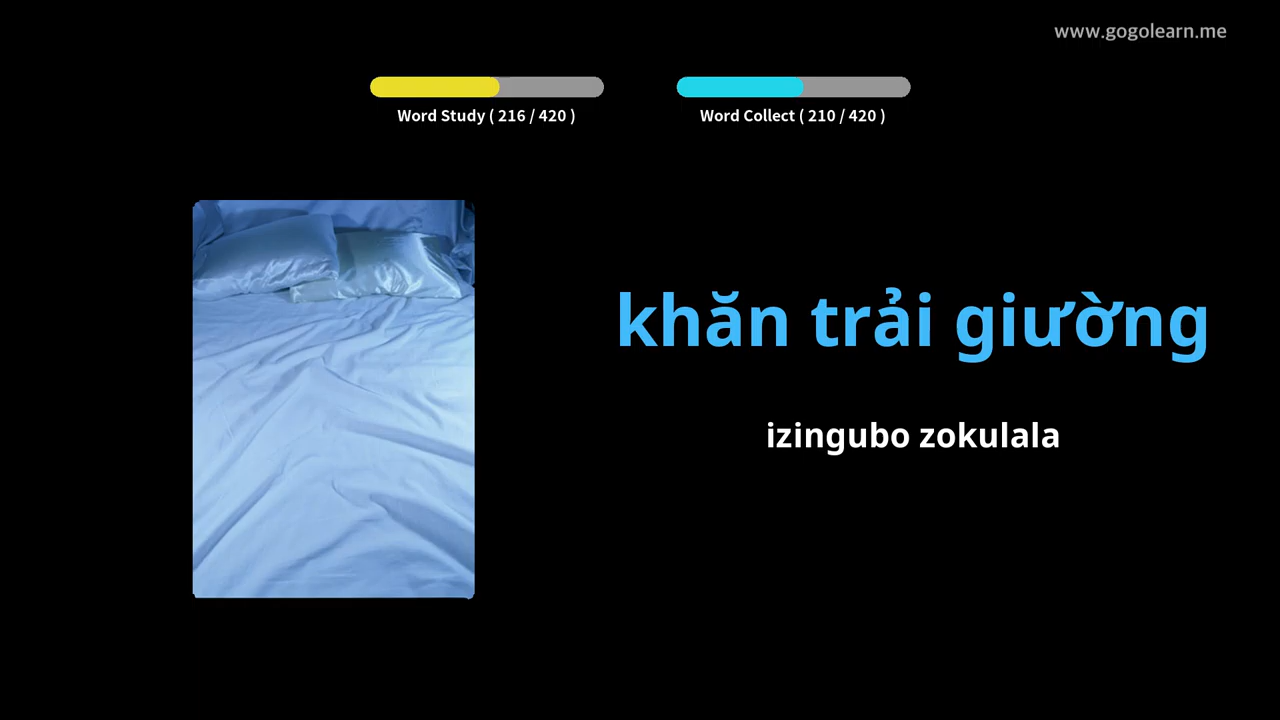 www.gogolearn.me
Word Study ( 216 / 420 )
Word Collect ( 210 / 420 )
khăn trải giường
izingubo zokulala